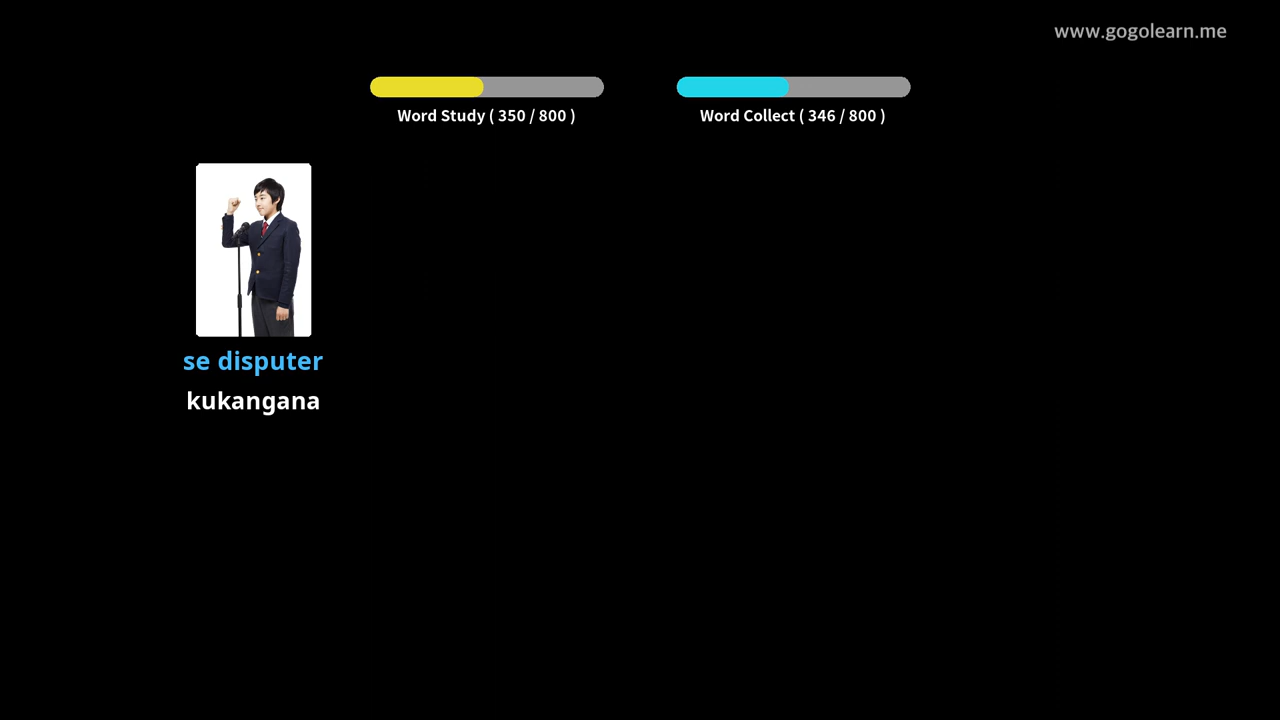 www.gogolearn.me
Word Study ( 350 / 800 )
Word Collect ( 346 / 800 )
se disputer
kukangana